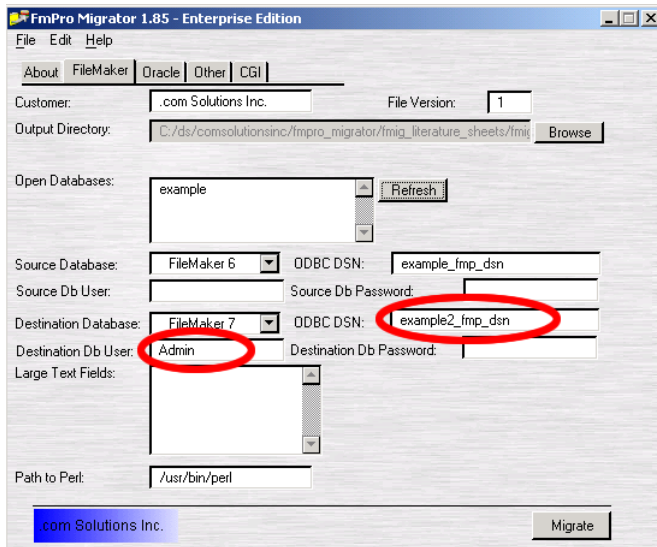 FmPro Migrator 1.85 - Enterprise Edition
File Edit Help
About FileMaker Oracle Other CGI
Customer: .com Solutions Inc. File Version: 1
Output Directory: C:/ds/comsolutionsinc/fmpro_migrator/fmig_literature_sheets/fmig Browse
Open Databases: example Refresh
Source Database: FileMaker 6 ODBC DSN: example_fmp_dsn
Source Db User: Source Db Password:
Destination Database: FileMaker 7 ODBC DSN: example2_fmp_dsn
Destination Db User: Admin Destination Db Password:
Large Text Fields:
Path to Perl: /usr/bin/perl
.com Solutions Inc. Migrate